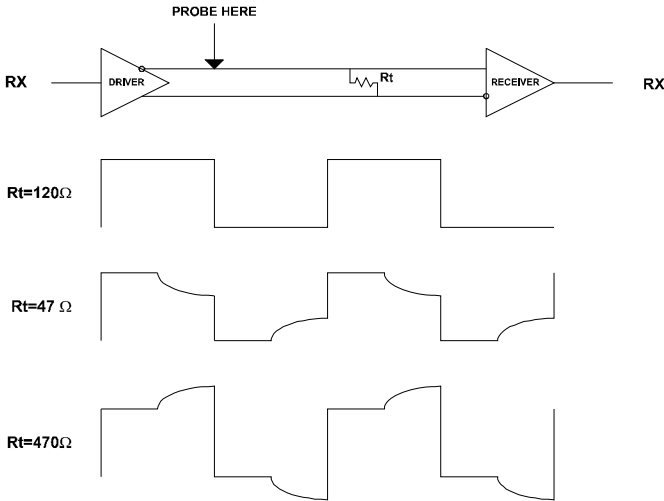 PROBE HERE
RX
DRIVER
Rt
RECEIVER
RX
Rt=120Ω
Rt=47 Ω
Rt=470Ω